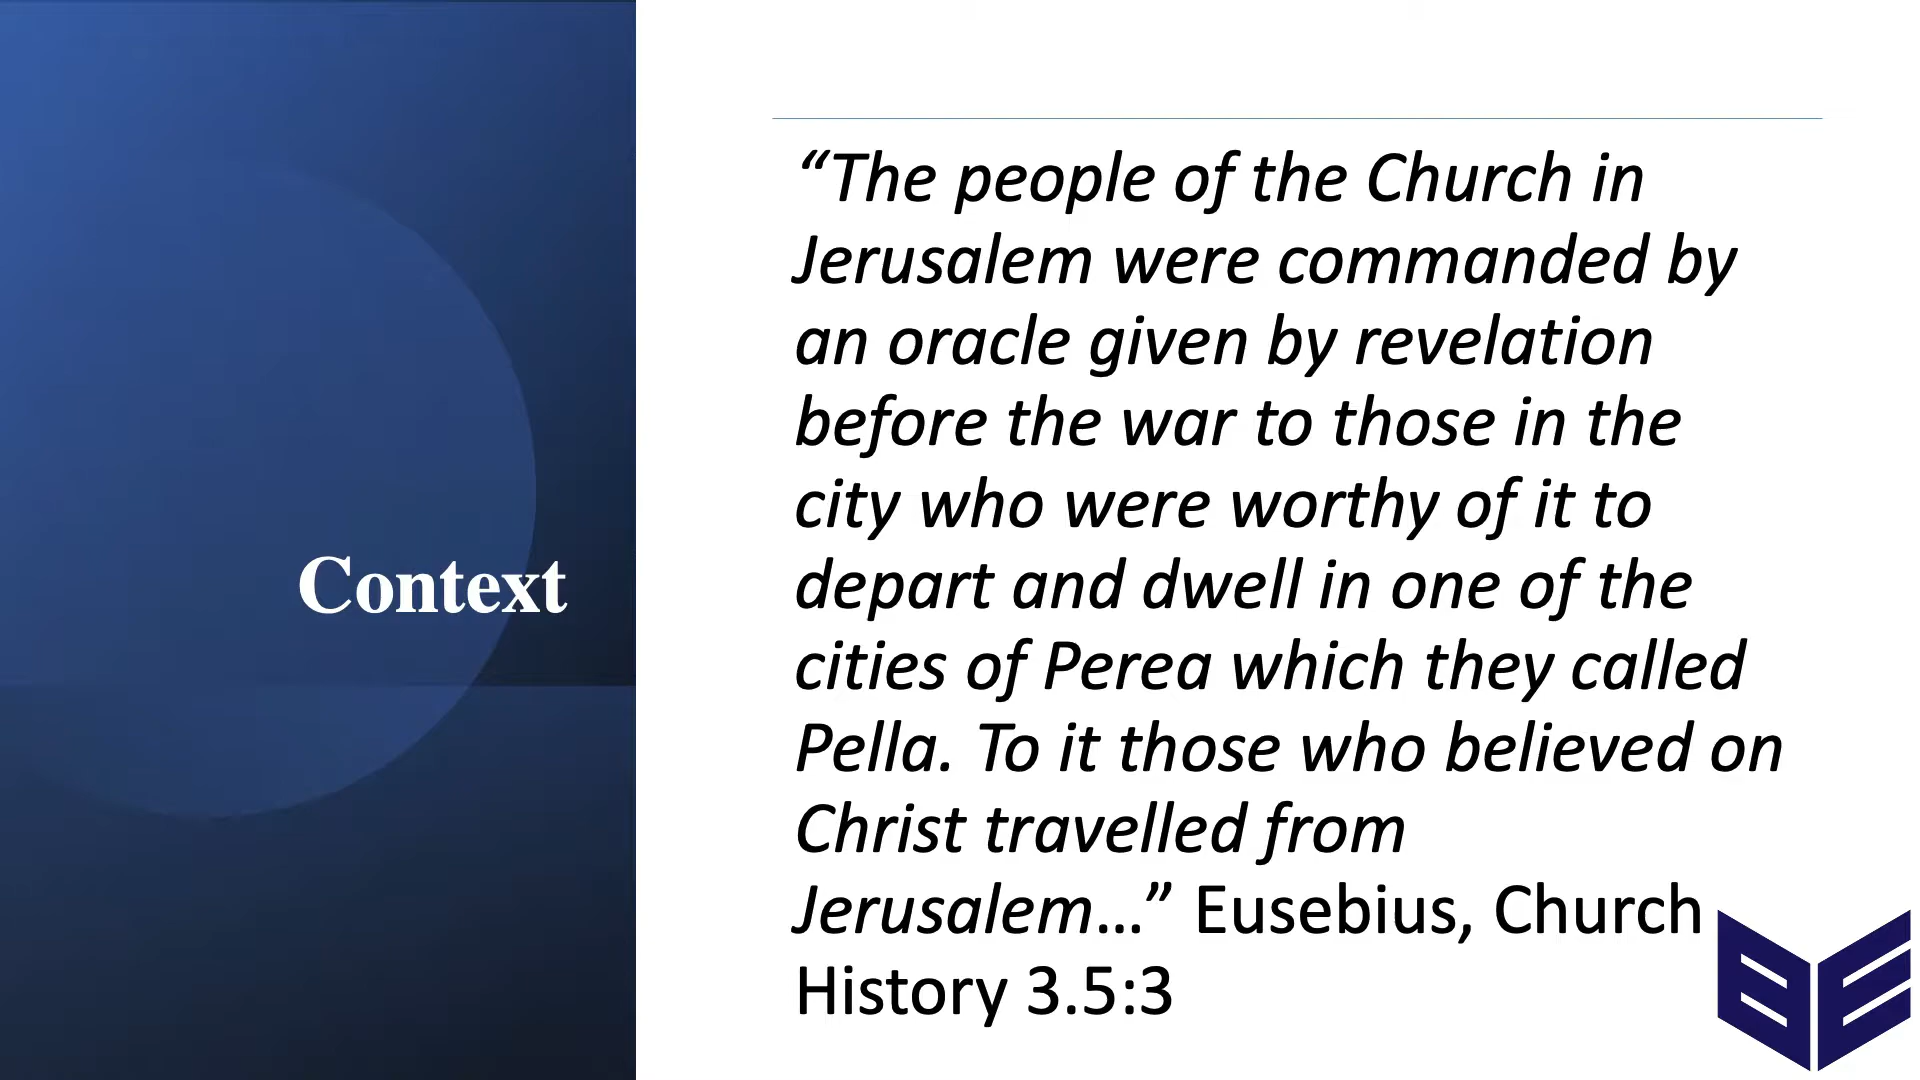 Context
“The people of the Church in
Jerusalem were commanded by
an oracle given by revelation
before the war to those in the
city who were worthy of it to
depart and dwell in one of the
cities of Perea which they called
Pella. To it those who believed on
Christ travelled from
Jerusalem…” Eusebius, Church
History 3.5:3
BE